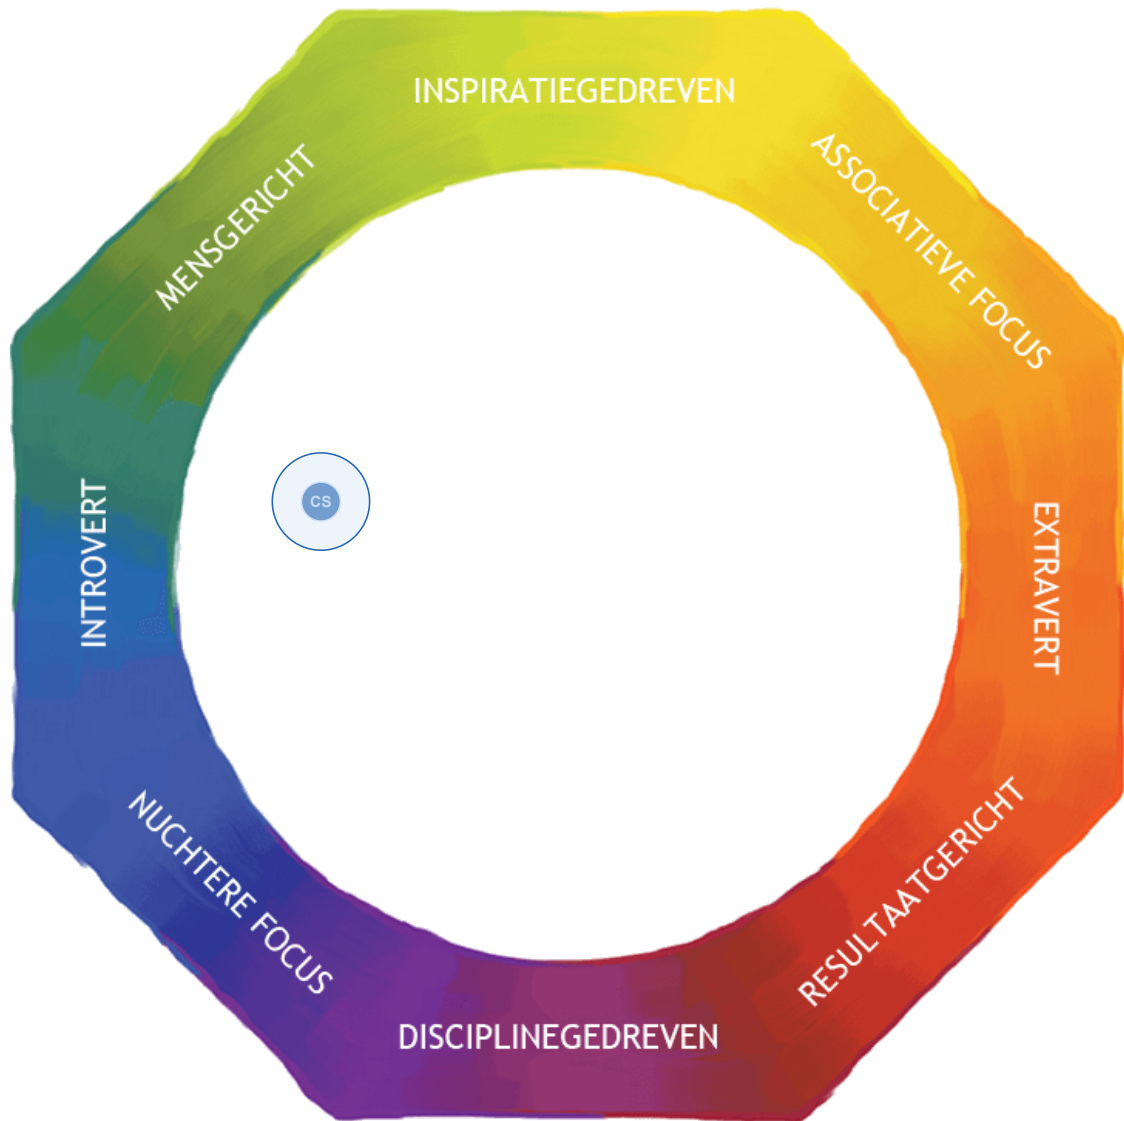 INSPIRATIEGEDREVEN
ASSOCIATIEVE FOCUS
MENSGERICHT
CS
INTROVERT
EXTRAVERT
NUCHTERE FOCUS
RESULTAATGERICHT
DISCIPLINEGEDREVEN